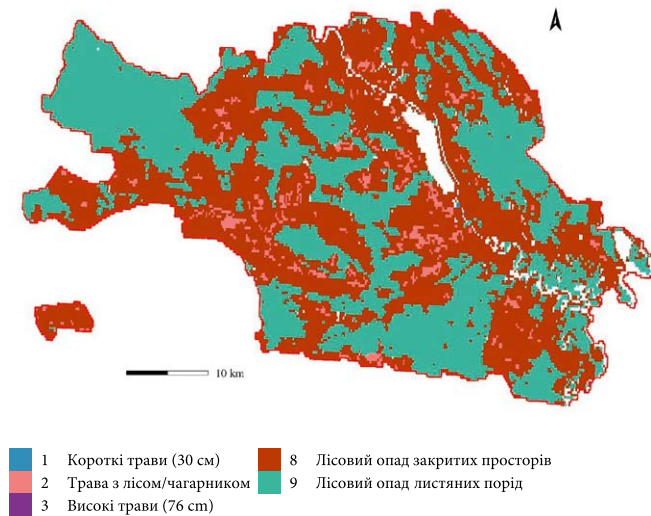 10 km
1 Короткі трави (30 см)
2 Трава з лісом/чагарником
3 Високі трави (76 cm)
8 Лісовий опад закритих просторів
9 Лісовий опад листяних порід